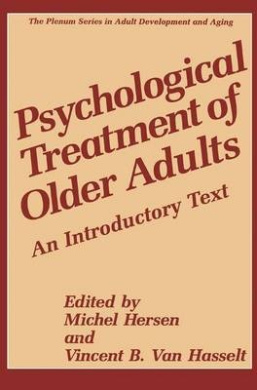 The Plenum Series in Adult Development and Aging
Psychological
Treatment of
Older Adults
An Introductory Text
Edited by
Michel Hersen
and
Vincent B. Van Hasselt